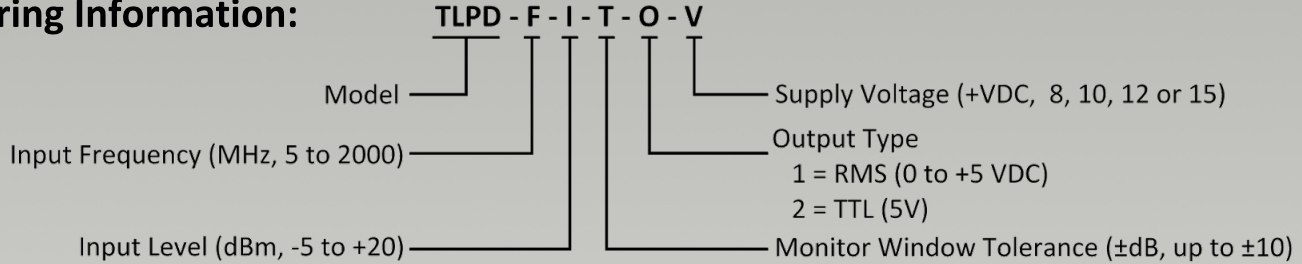 ring Information:
TLPD - F - I - T - O - V
Model
Supply Voltage (+VDC, 8, 10, 12 or 15)
Input Frequency (MHz, 5 to 2000)
Output Type
1 = RMS (0 to +5 VDC)
2 = TTL (5V)
Input Level (dBm, -5 to +20)
Monitor Window Tolerance (±dB, up to ±10)